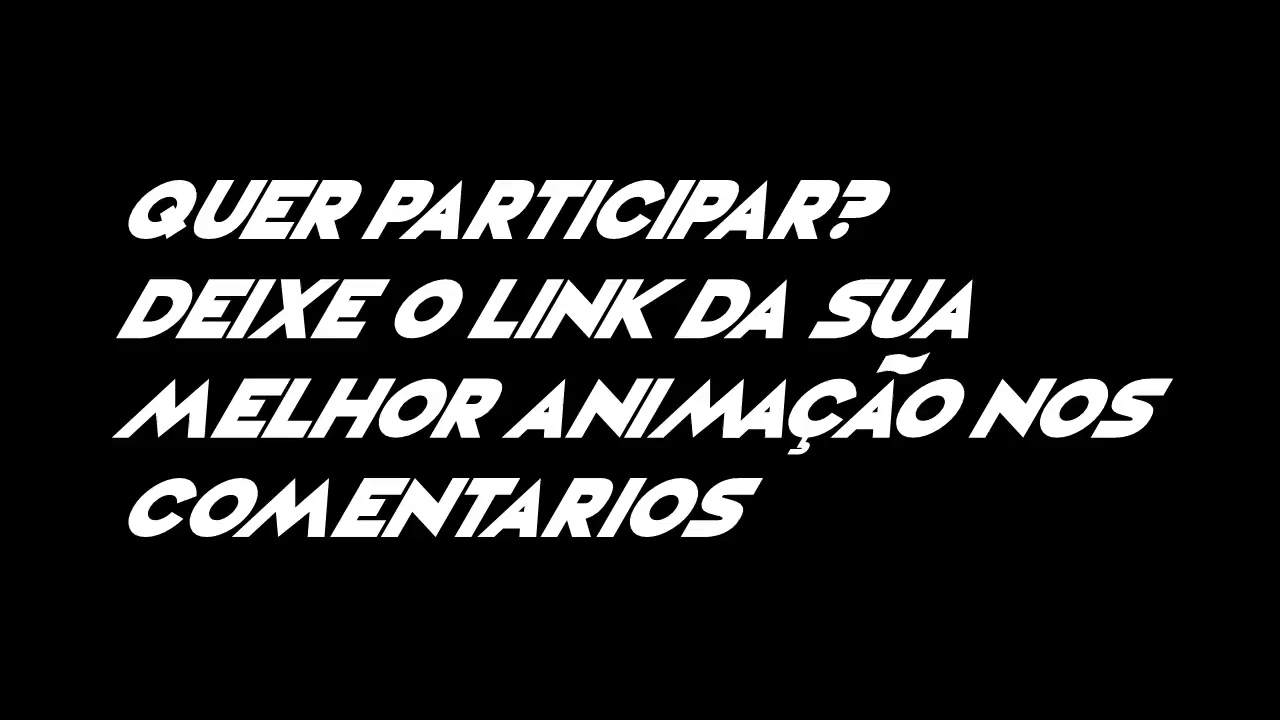 QUER PARTICIPAR?
DEIXE O LINK DA SUA
MELHOR ANIMAÇÃO NOS
COMENTARIOS